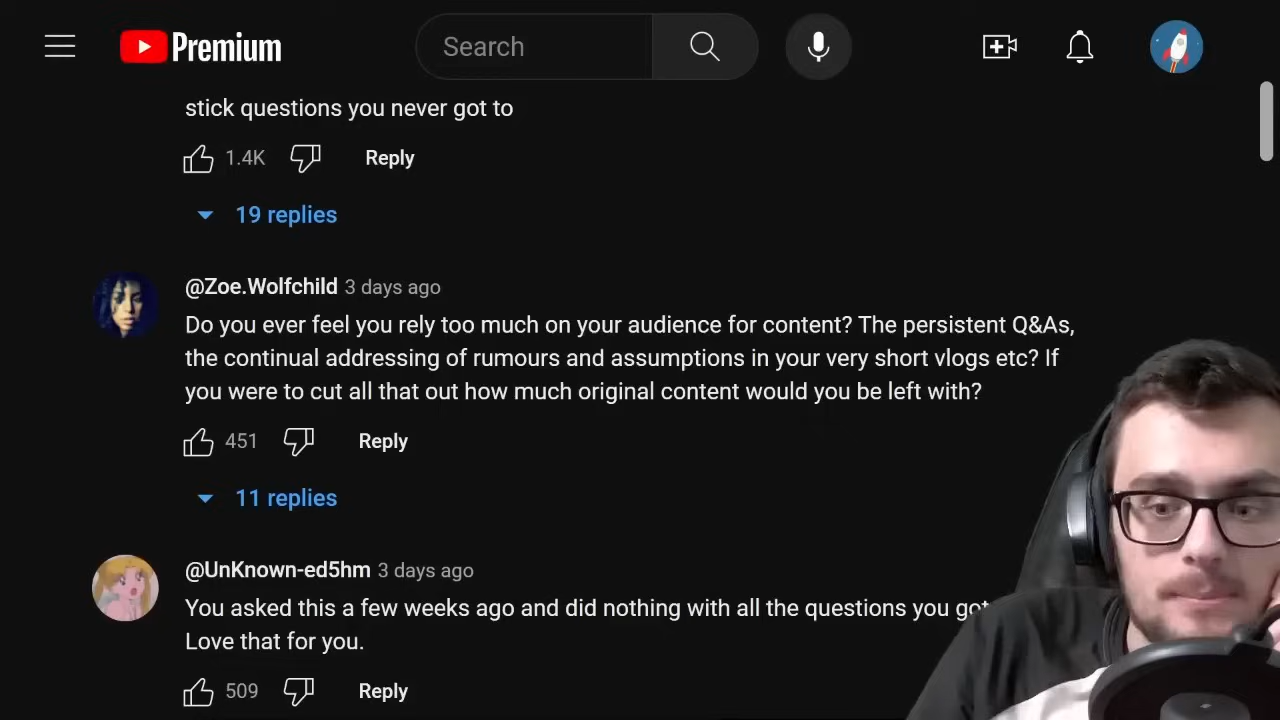 Premium
Search
stick questions you never got to
1.4K
Reply
19 replies
@Zoe.Wolfchild 3 days ago
Do you ever feel you rely too much on your audience for content? The persistent Q&As,
the continual addressing of rumours and assumptions in your very short vlogs etc? If
you were to cut all that out how much original content would you be left with?
451
Reply
11 replies
@UnKnown-ed5hm 3 days ago
You asked this a few weeks ago and did nothing with all the questions you got
Love that for you.
509
Reply